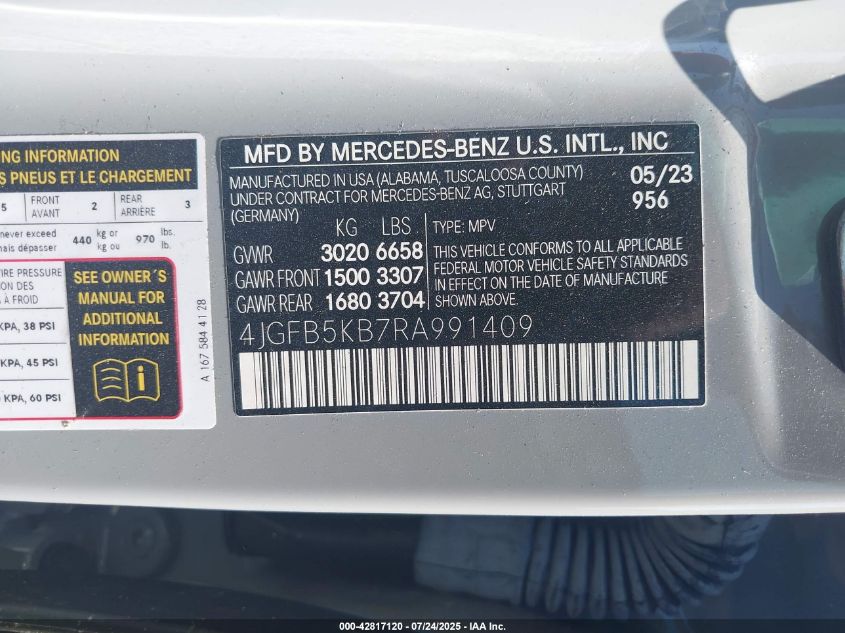 NG INFORMATION
S PNEUS ET LE CHARGEMENT
5 FRONT AVANT 2 REAR ARRIÈRE 3
never exceed 440 kg or 970 lbs.
mais dépasser kg ou lb.
IRE PRESSURE
ION DES
À FROID
KPA, 38 PSI
KPA, 45 PSI
KPA, 60 PSI
SEE OWNER´S
MANUAL FOR
ADDITIONAL
INFORMATION
A 167 584 41 28
MFD BY MERCEDES-BENZ U.S. INTL., INC
MANUFACTURED IN USA (ALABAMA, TUSCALOOSA COUNTY)
UNDER CONTRACT FOR MERCEDES-BENZ AG, STUTTGART
(GERMANY)
05/23
956
KG LBS
GVWR 3020 6658
GAWR FRONT 1500 3307
GAWR REAR 1680 3704
TYPE: MPV
THIS VEHICLE CONFORMS TO ALL APPLICABLE
FEDERAL MOTOR VEHICLE SAFETY STANDARDS
IN EFFECT ON THE DATE OF MANUFACTURE
SHOWN ABOVE.
4JGFB5KB7RA991409
000-42817120 - 07/24/2025 - IAA Inc.